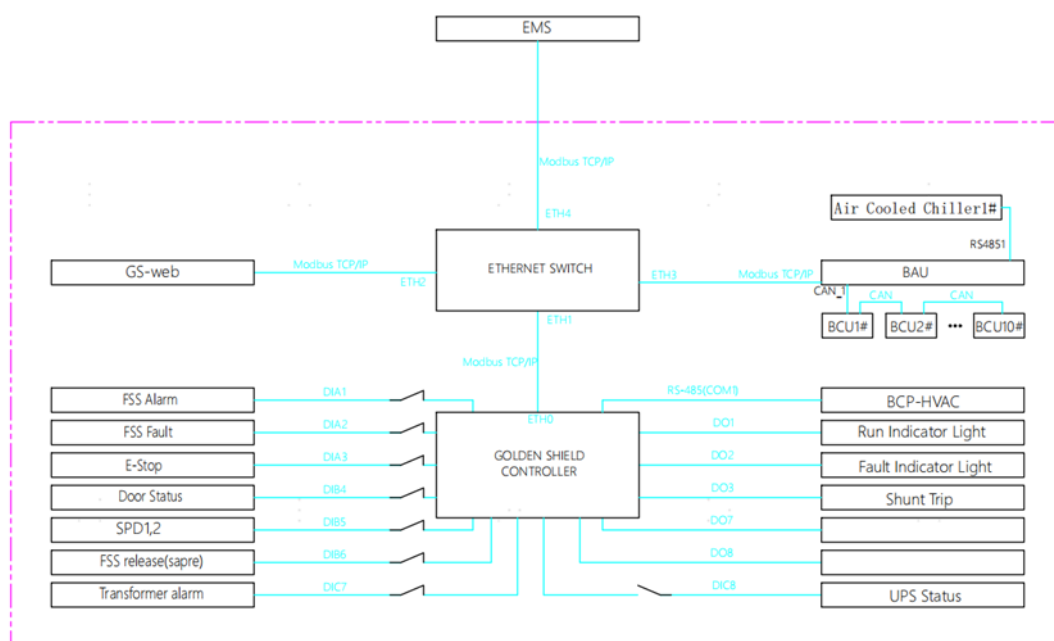 EMS
Modbus TCP/IP
ETH4
Air Cooled Chiller1#
RS4851
GS-web
Modbus TCP/IP
ETH2
ETHERNET SWITCH
ETH3
Modbus TCP/IP
BAU
CAN_1
CAN
CAN
BCU1#
BCU2#
•••
BCU10#
ETH1
Modbus TCP/IP
FSS Alarm
DIA1
RS-485(COM1)
BCP-HVAC
ETH0
FSS Fault
DIA2
DO1
Run Indicator Light
GOLDEN SHIELD
CONTROLLER
E-Stop
DIA3
DO2
Fault Indicator Light
Door Status
DIB4
DO3
Shunt Trip
SPD1,2
DIB5
DO7
FSS release(sapre)
DIB6
DO8
Transformer alarm
DIC7
DIC8
UPS Status